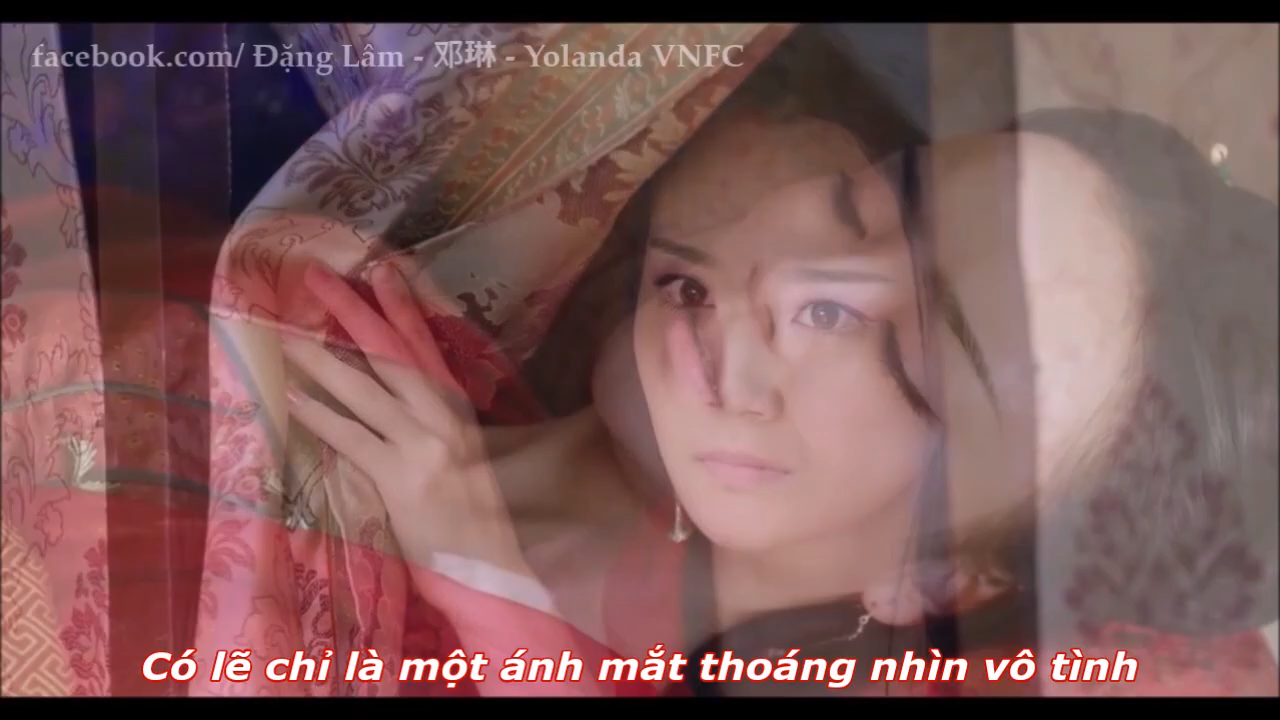 facebook.com/ Đặng Lâm - 邓琳 - Yolanda VNFC
Có lẽ chỉ là một ánh mắt thoáng nhìn vô tình